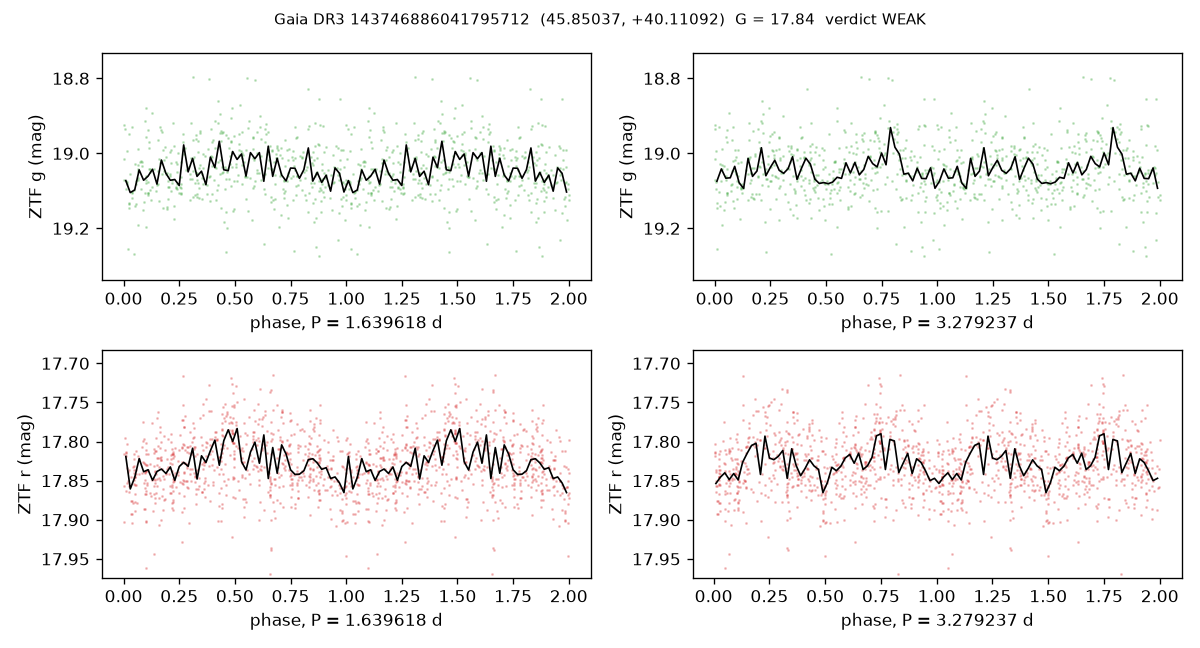 Gaia DR3 143746886041795712 (45.85037, +40.11092) G = 17.84 verdict WEAK
ZTF g (mag)
18.8
19.0
19.2
0.00 0.25 0.50 0.75 1.00 1.25 1.50 1.75 2.00
phase, P = 1.639618 d
ZTF g (mag)
18.8
19.0
19.2
0.00 0.25 0.50 0.75 1.00 1.25 1.50 1.75 2.00
phase, P = 3.279237 d
ZTF r (mag)
17.70
17.75
17.80
17.85
17.90
17.95
0.00 0.25 0.50 0.75 1.00 1.25 1.50 1.75 2.00
phase, P = 1.639618 d
ZTF r (mag)
17.70
17.75
17.80
17.85
17.90
17.95
0.00 0.25 0.50 0.75 1.00 1.25 1.50 1.75 2.00
phase, P = 3.279237 d